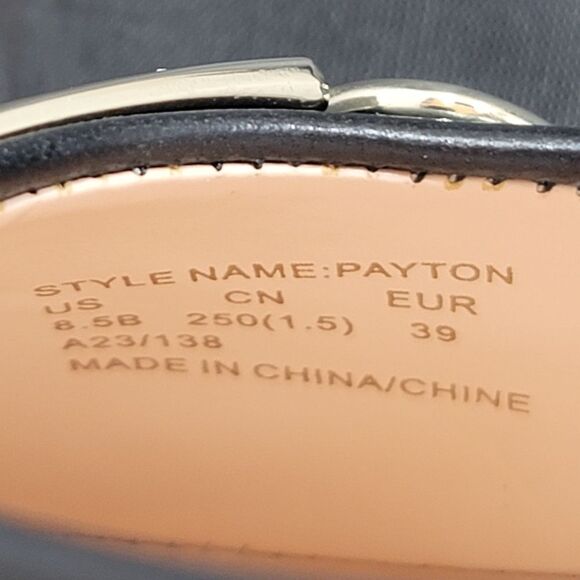 STYLE NAME:PAYTON
US CN EUR
8.5B 250(1.5) 39
A23/138
MADE IN CHINA/CHINE